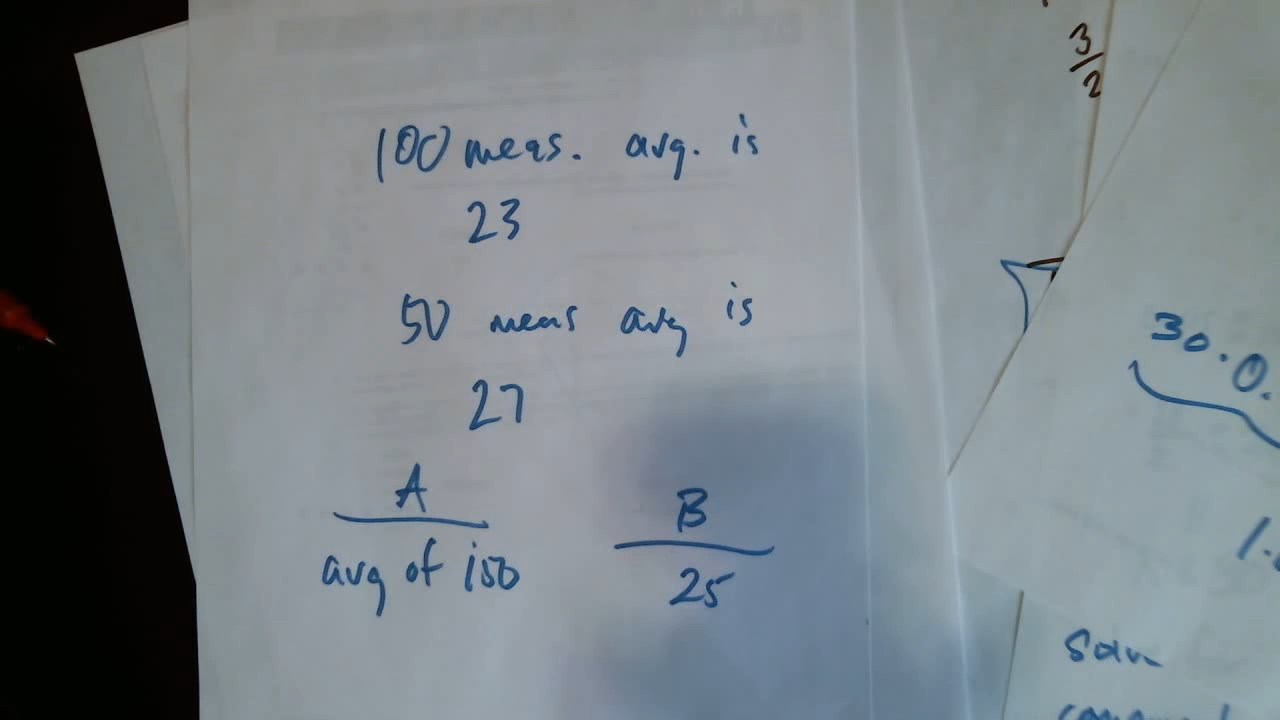 100 meas. avg. is
23
50 meas avg is
27
A
avg of 150
B
25
3/2
30.0.
1.
Soln